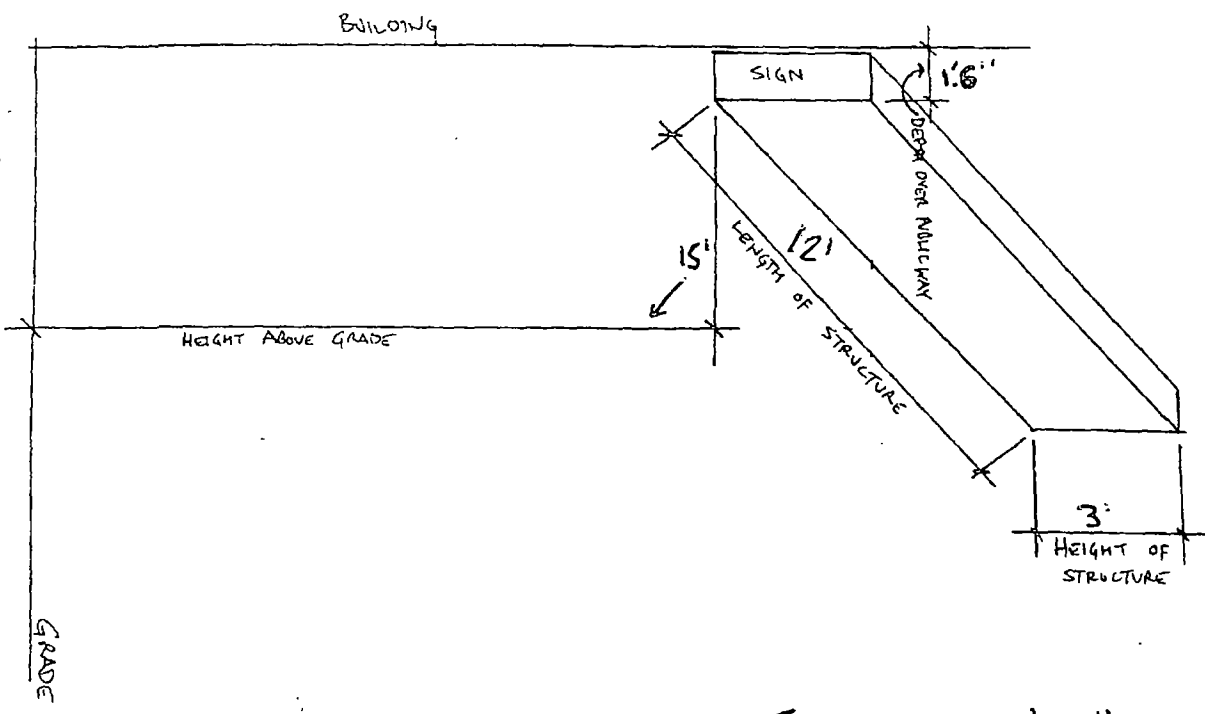 BUILDING
SIGN
1'6"
DEPTH OVER PUBLICWAY
15'
12'
LENGTH OF STRUCTURE
HEIGHT ABOVE GRADE
3'
HEIGHT OF
STRUCTURE
GRADE